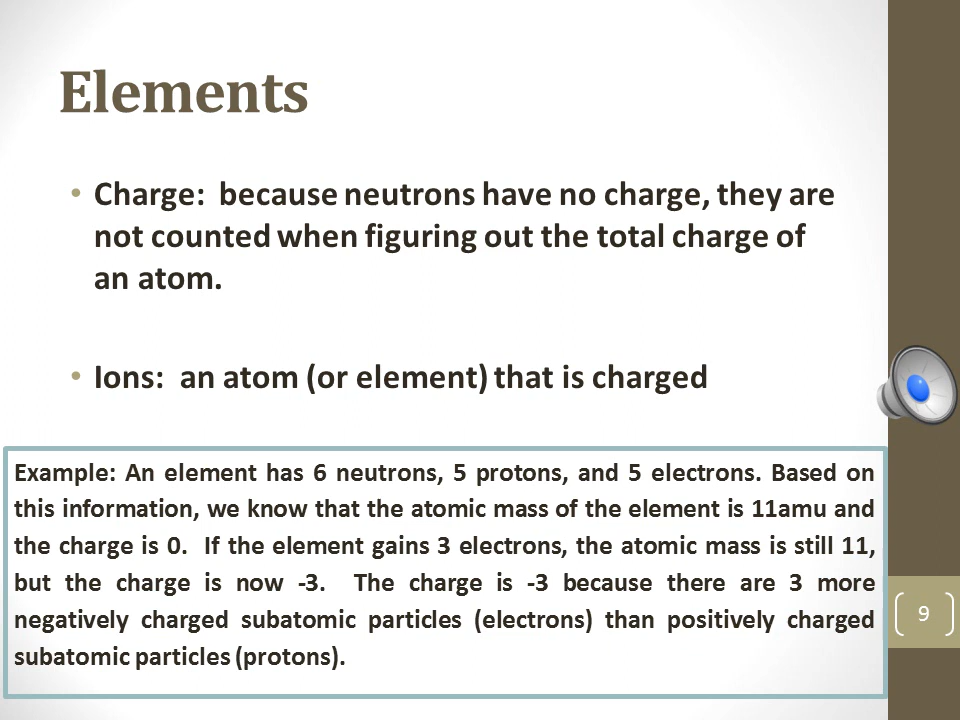 Elements
• Charge:  because neutrons have no charge, they are
not counted when figuring out the total charge of
an atom.
• Ions:  an atom (or element) that is charged
Example: An element has 6 neutrons, 5 protons, and 5 electrons. Based on
this information, we know that the atomic mass of the element is 11amu and
the charge is 0.  If the element gains 3 electrons, the atomic mass is still 11,
but the charge is now -3.  The charge is -3 because there are 3 more
negatively charged subatomic particles (electrons) than positively charged
subatomic particles (protons).
9